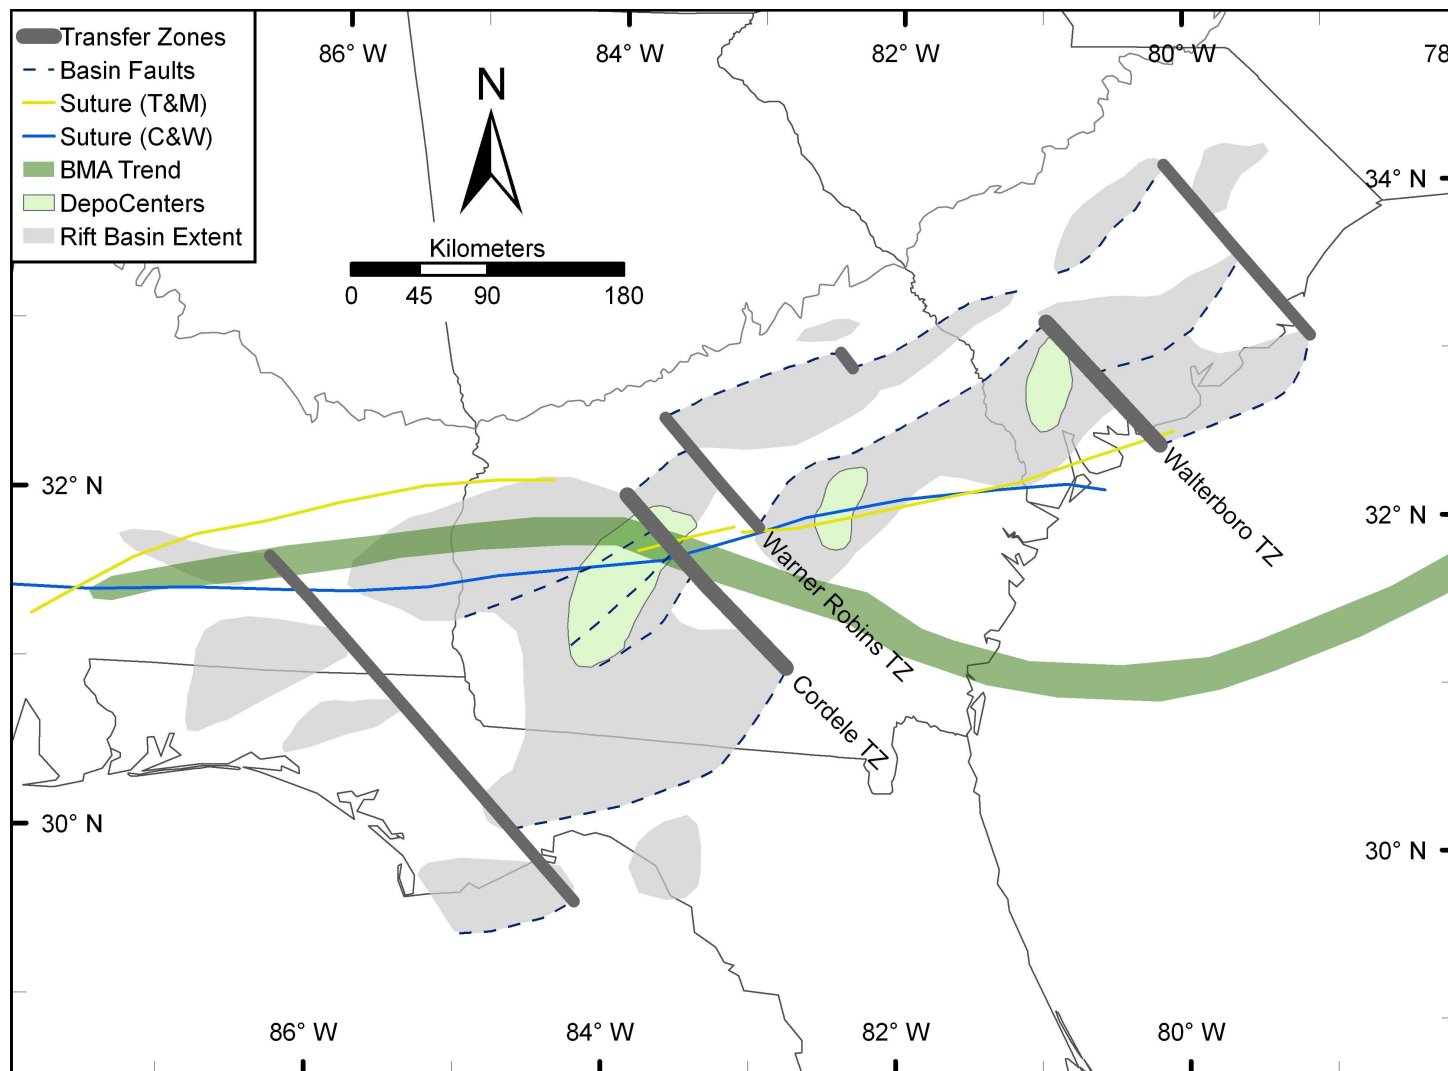 Transfer Zones
Basin Faults
Suture (T&M)
Suture (C&W)
BMA Trend
DepoCenters
Rift Basin Extent
86° W
84° W
82° W
80° W
78
N
Kilometers
0 45 90 180
34° N
32° N
32° N
30° N
30° N
Walterboro TZ
Warner Robins TZ
Cordele TZ
86° W
84° W
82° W
80° W